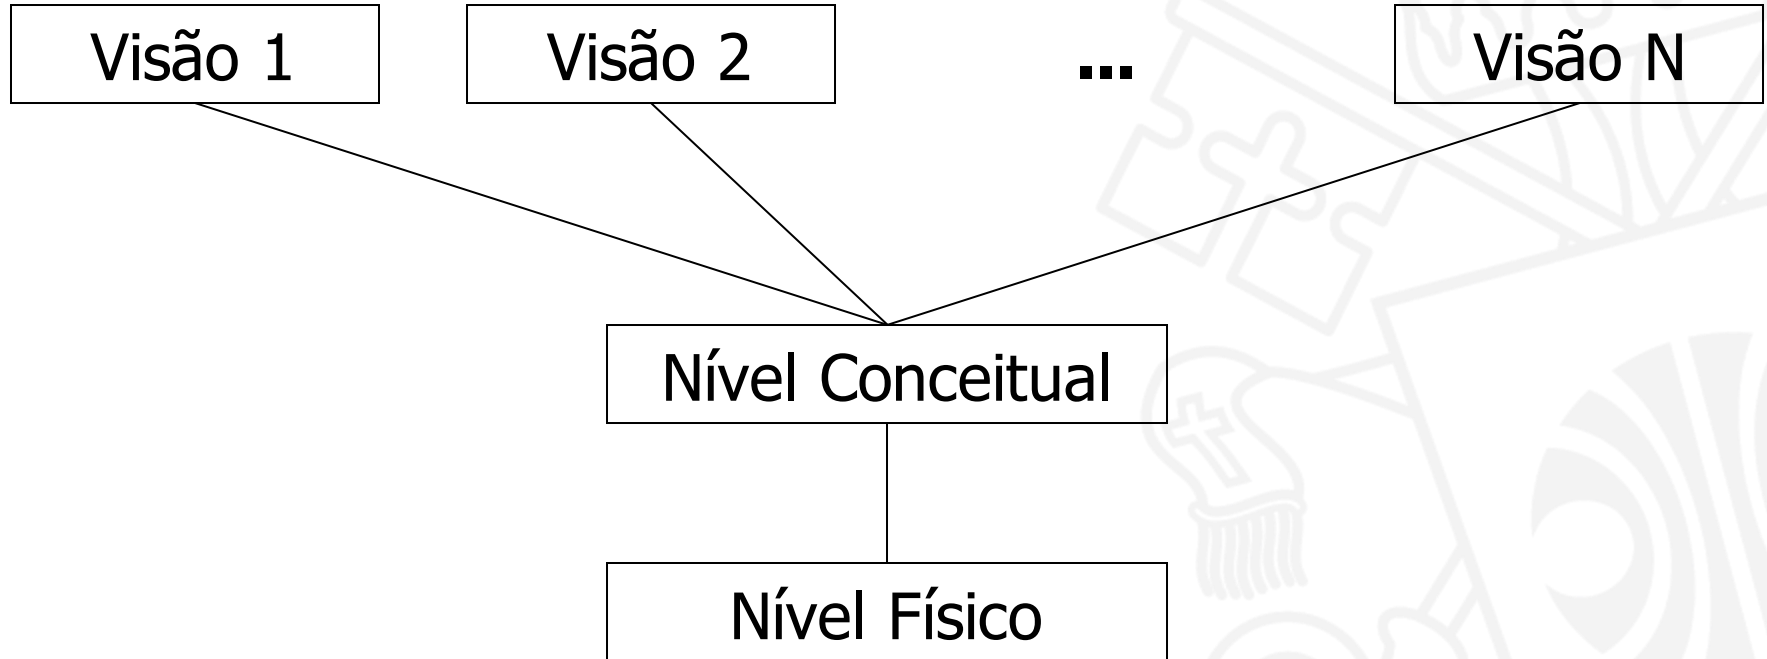 Visão 1
Visão 2
...
Visão N
Nível Conceitual
Nível Físico